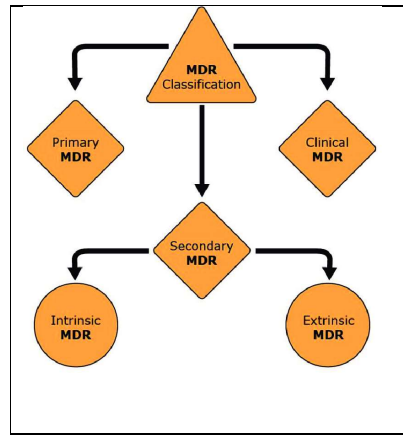 MDR
Classification
Primary
MDR
Clinical
MDR
Secondary
MDR
Intrinsic
MDR
Extrinsic
MDR